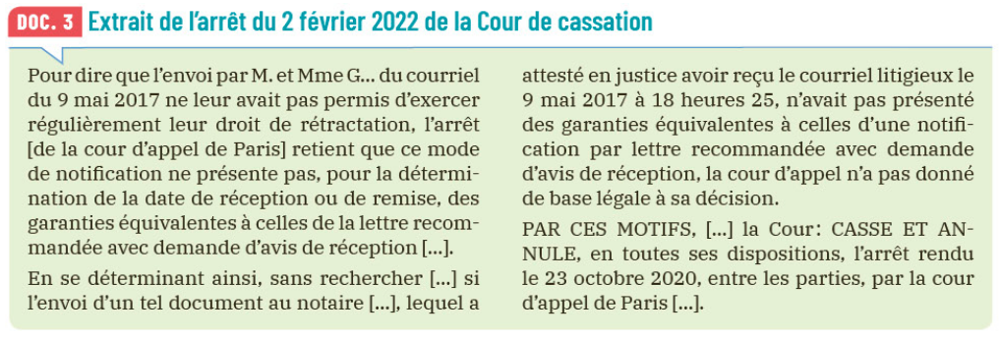 DOC. 3 Extrait de l’arrêt du 2 février 2022 de la Cour de cassation
Pour dire que l’envoi par M. et Mme G... du courriel
du 9 mai 2017 ne leur avait pas permis d’exercer
régulièrement leur droit de rétractation, l’arrêt
[de la cour d’appel de Paris] retient que ce mode
de notification ne présente pas, pour la détermi-
nation de la date de réception ou de remise, des
garanties équivalentes à celles de la lettre recom-
mandée avec demande d’avis de réception [...].
En se déterminant ainsi, sans rechercher [...] si
l’envoi d’un tel document au notaire [...], lequel a
attesté en justice avoir reçu le courriel litigieux le
9 mai 2017 à 18 heures 25, n’avait pas présenté
des garanties équivalentes à celles d’une notifi-
cation par lettre recommandée avec demande
d’avis de réception, la cour d’appel n’a pas donné
de base légale à sa décision.
PAR CES MOTIFS, [...] la Cour : CASSE ET AN-
NULE, en toutes ses dispositions, l’arrêt rendu
le 23 octobre 2020, entre les parties, par la cour
d’appel de Paris [...].